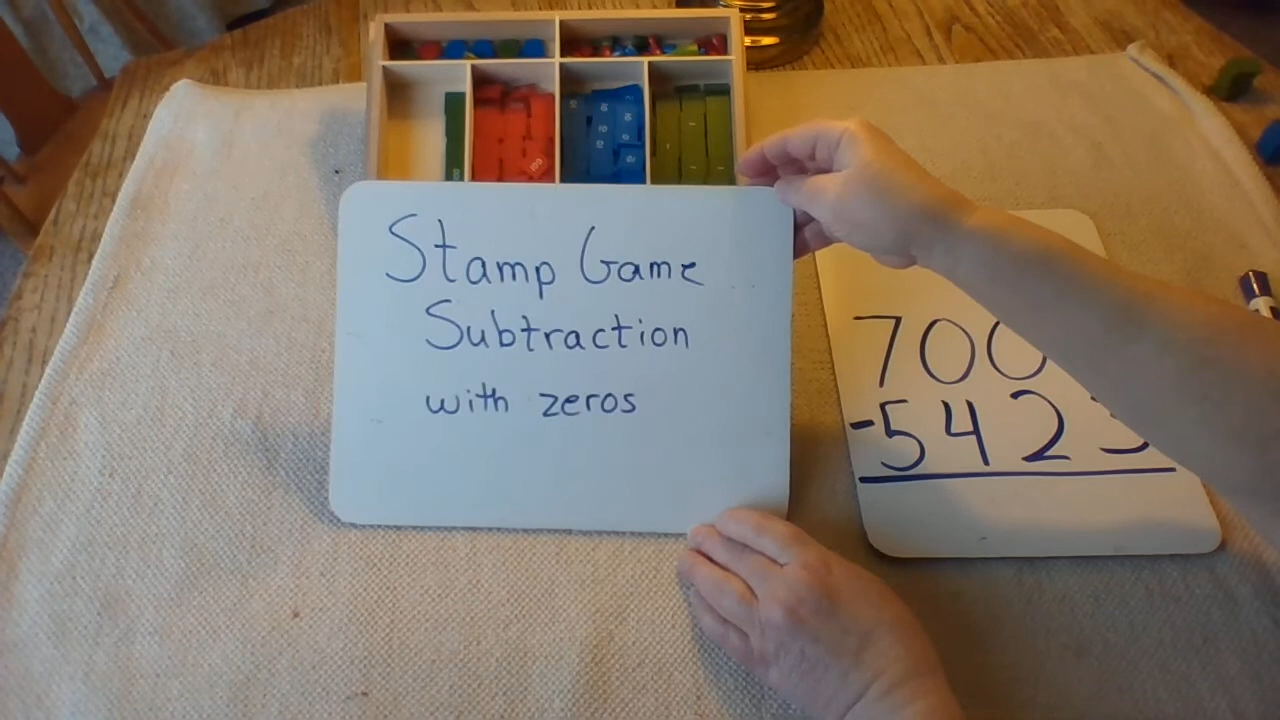 Stamp Game
Subtraction
with zeros
700
-542